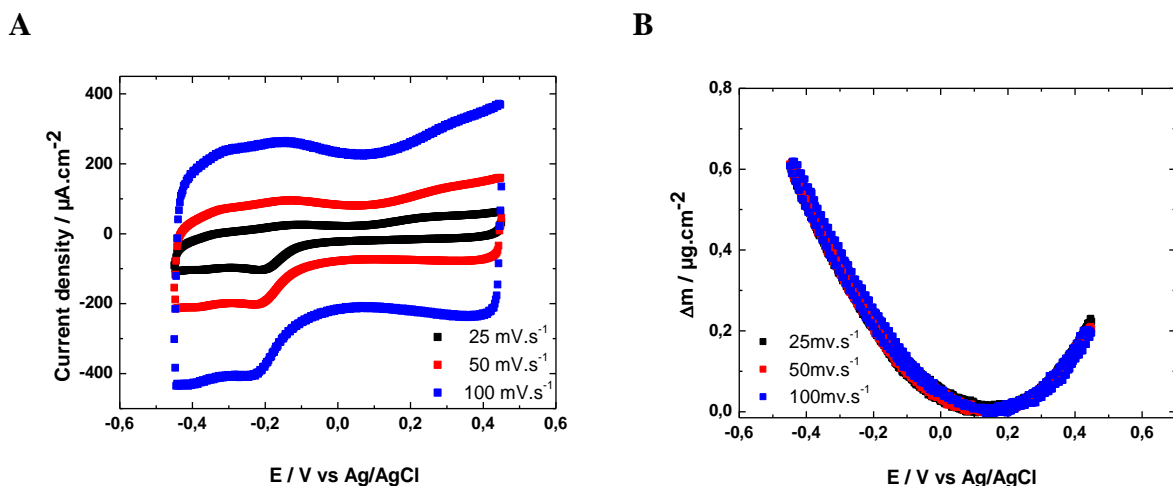 A
B
400
200
0
-200
-400
-0,6
-0,4
-0,2
0,0
0,2
0,4
0,6
Current density / µA.cm⁻²
E / V vs Ag/AgCl
25 mV.s⁻¹
50 mV.s⁻¹
100 mV.s⁻¹
0,8
0,6
0,4
0,2
0,0
-0,6
-0,4
-0,2
0,0
0,2
0,4
0,6
Δm / µg.cm⁻²
E / V vs Ag/AgCl
25mv.s⁻¹
50mv.s⁻¹
100mv.s⁻¹